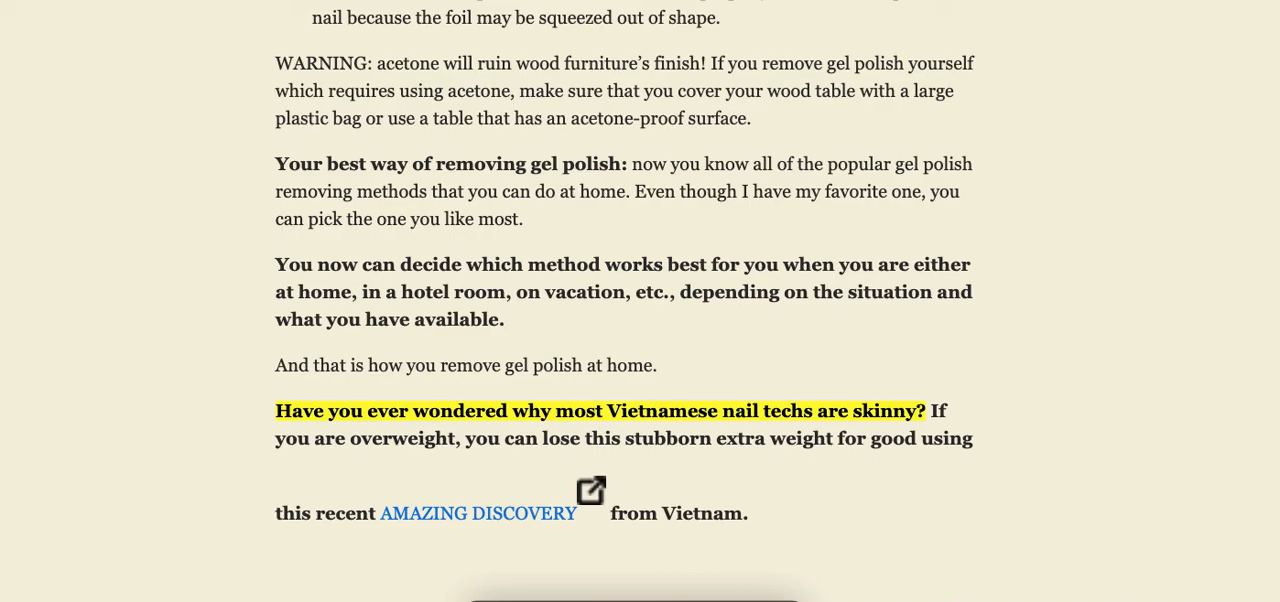 nail because the foil may be squeezed out of shape.
WARNING: acetone will ruin wood furniture’s finish! If you remove gel polish yourself
which requires using acetone, make sure that you cover your wood table with a large
plastic bag or use a table that has an acetone-proof surface.
Your best way of removing gel polish: now you know all of the popular gel polish
removing methods that you can do at home. Even though I have my favorite one, you
can pick the one you like most.
You now can decide which method works best for you when you are either
at home, in a hotel room, on vacation, etc., depending on the situation and
what you have available.
And that is how you remove gel polish at home.
Have you ever wondered why most Vietnamese nail techs are skinny? If
you are overweight, you can lose this stubborn extra weight for good using
this recent AMAZING DISCOVERY from Vietnam.